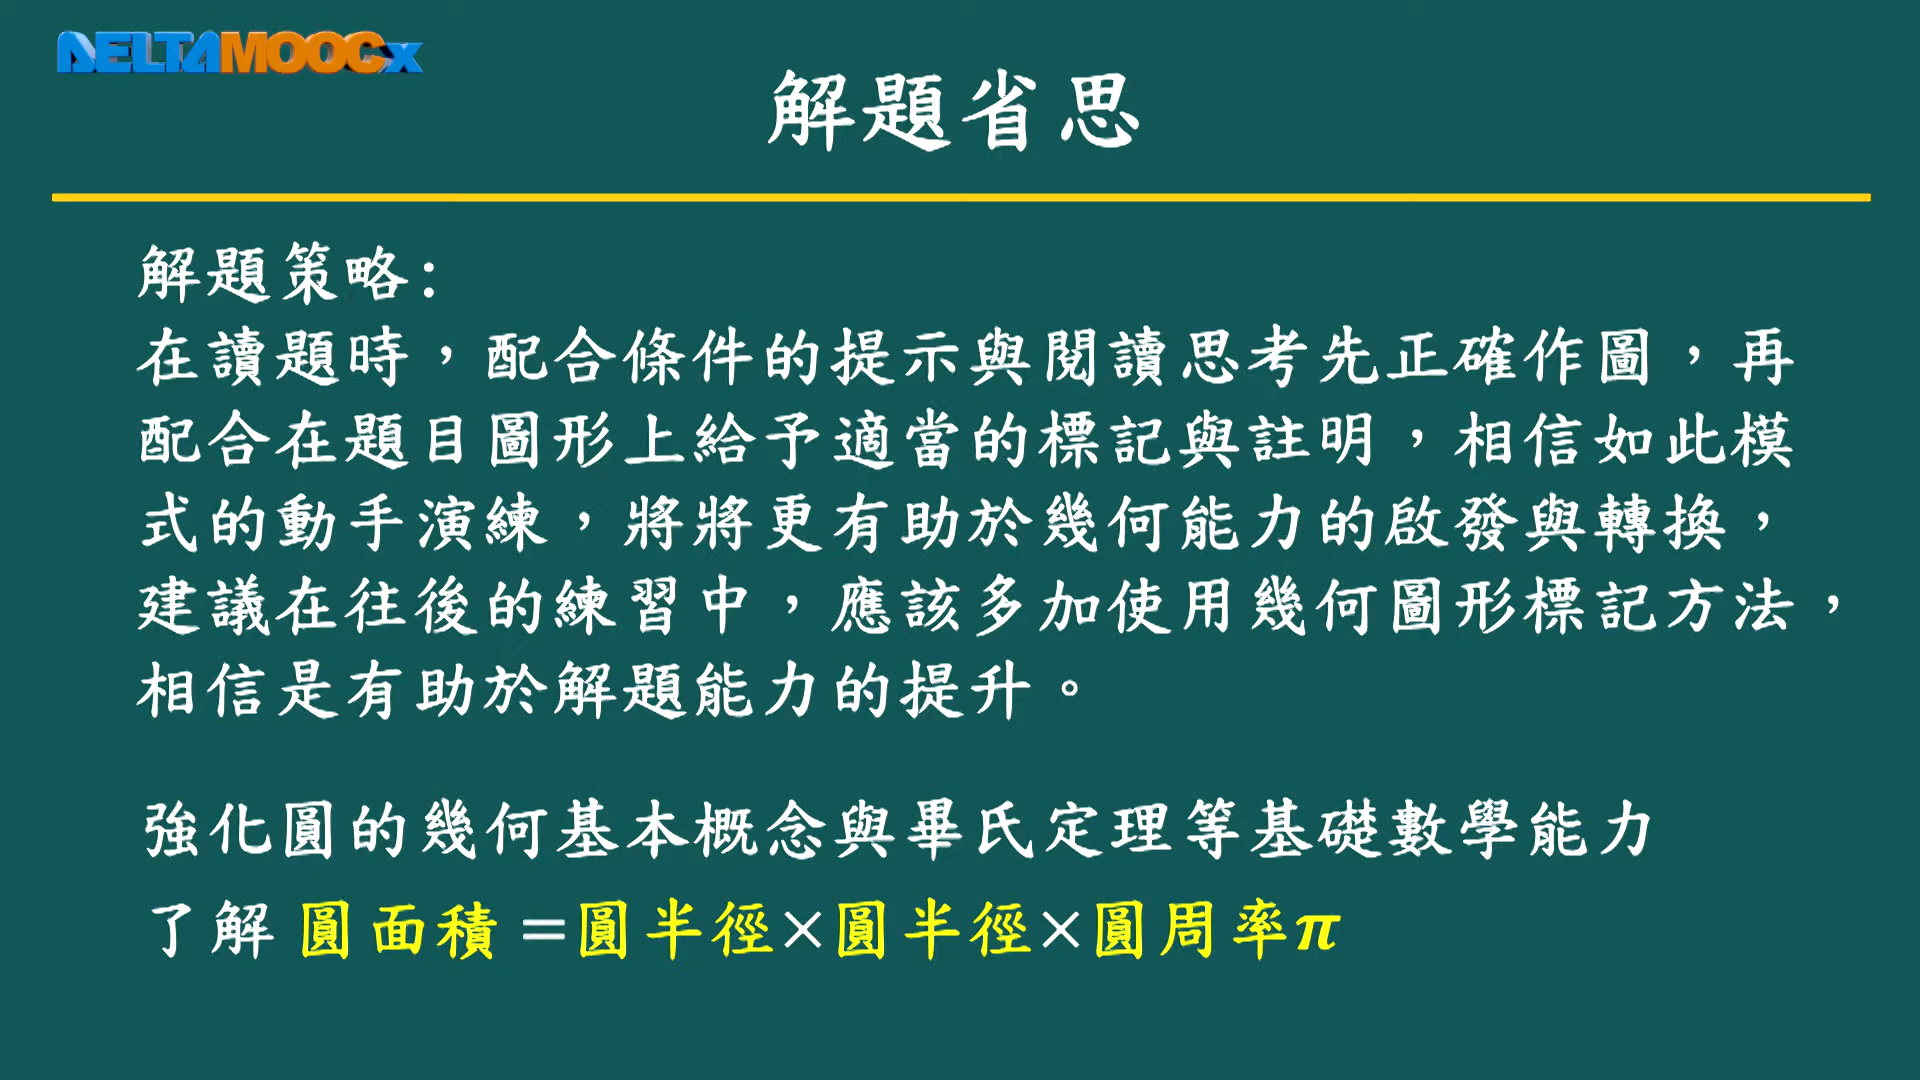 DELTAMOOCx
解題省思
解題策略:
在讀題時，配合條件的提示與閱讀思考先正確作圖，再
配合在題目圖形上給予適當的標記與註明，相信如此模
式的動手演練，將將更有助於幾何能力的啟發與轉換，
建議在往後的練習中，應該多加使用幾何圖形標記方法，
相信是有助於解題能力的提升。
強化圓的幾何基本概念與畢氏定理等基礎數學能力
了解 圓面積=圓半徑×圓半徑×圓周率π